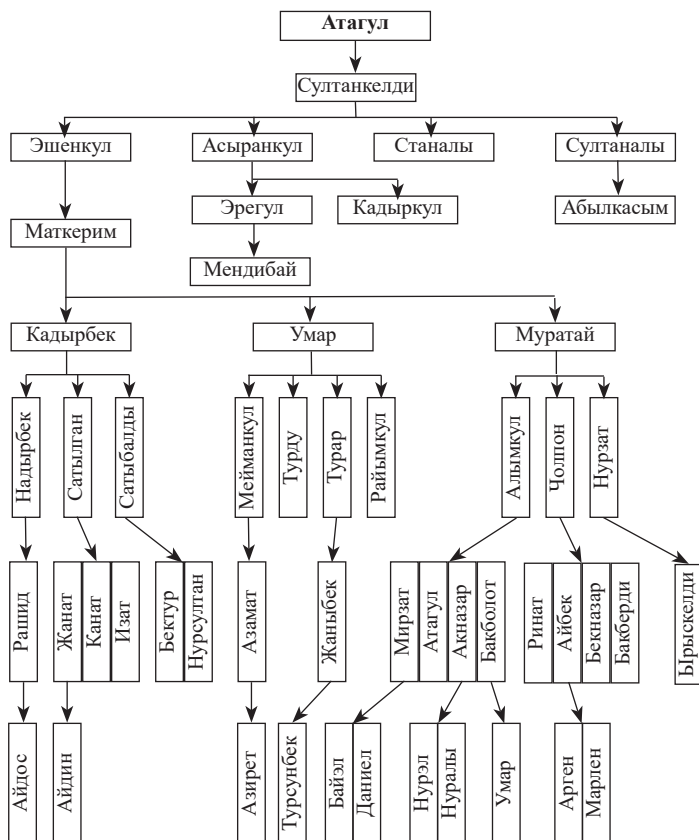 Атагул
Султанкелди
Эшенкул
Асыранкул
Станалы
Султаналы
Эрегул
Кадыркул
Абылкасым
Маткерим
Мендибай
Кадырбек
Умар
Муратай
Надырбек
Сатылган
Сатыбалды
Мейманкул
Турду
Турар
Райымкул
Алымкул
Чолпон
Нурзат
Рашид
Жанат
Канат
Изат
Бектур
Нурсултан
Азамат
Жаныбек
Мирзат
Атагул
Акназар
Бакболот
Ринат
Айбек
Бекназар
Бакберди
Ырыскелди
Айдос
Айдин
Азирет
Турсунбек
Байэл
Даниел
Нурэл
Нуралы
Умар
Арген
Марлен